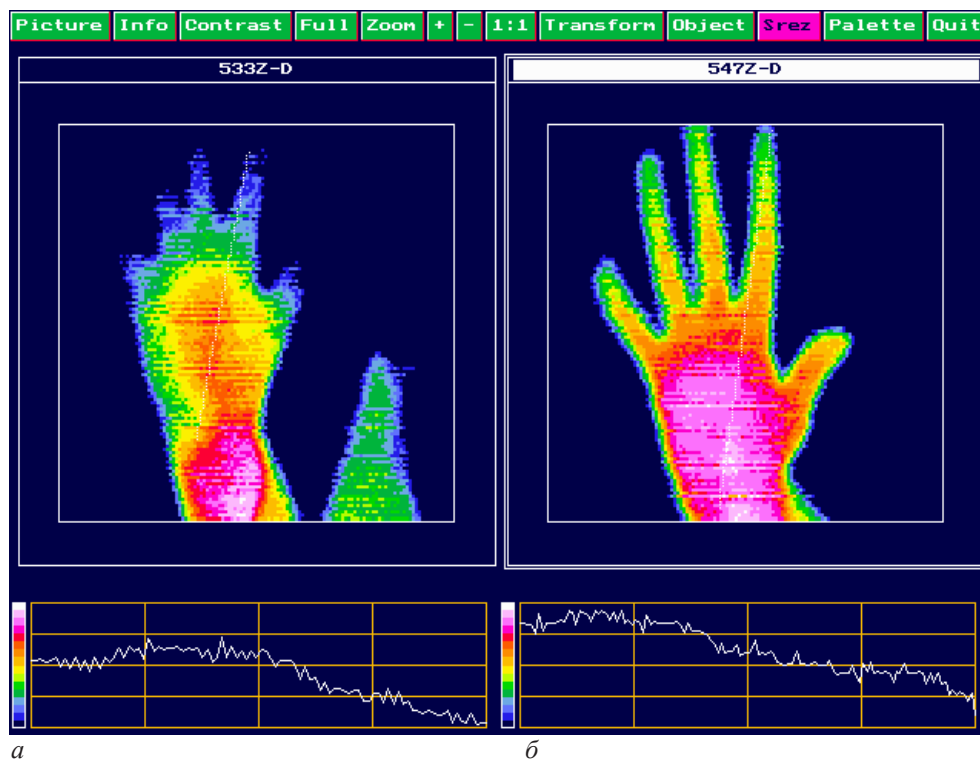 Picture Info Contrast Full Zoom + - 1:1 Transform Object Srez Palette Quit
533Z-D 547Z-D
а б